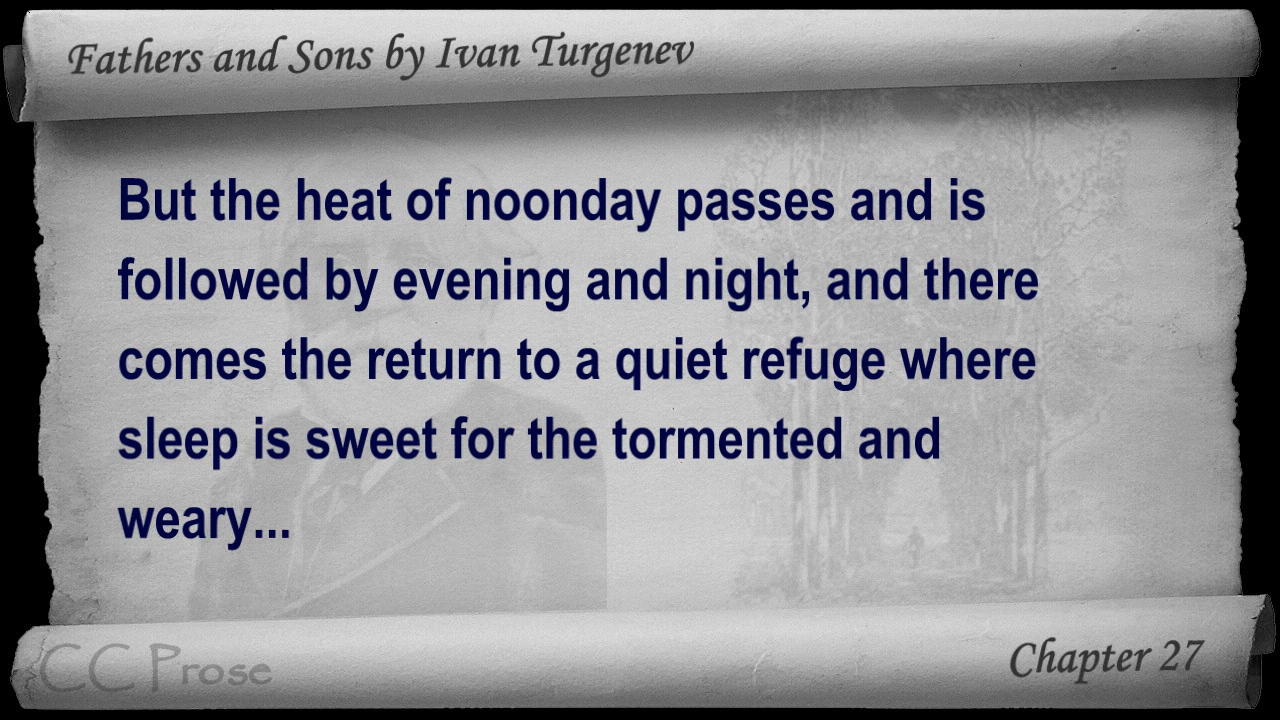 Fathers and Sons by Ivan Turgenev
But the heat of noonday passes and is
followed by evening and night, and there
comes the return to a quiet refuge where
sleep is sweet for the tormented and
weary...
CC Prose
Chapter 27